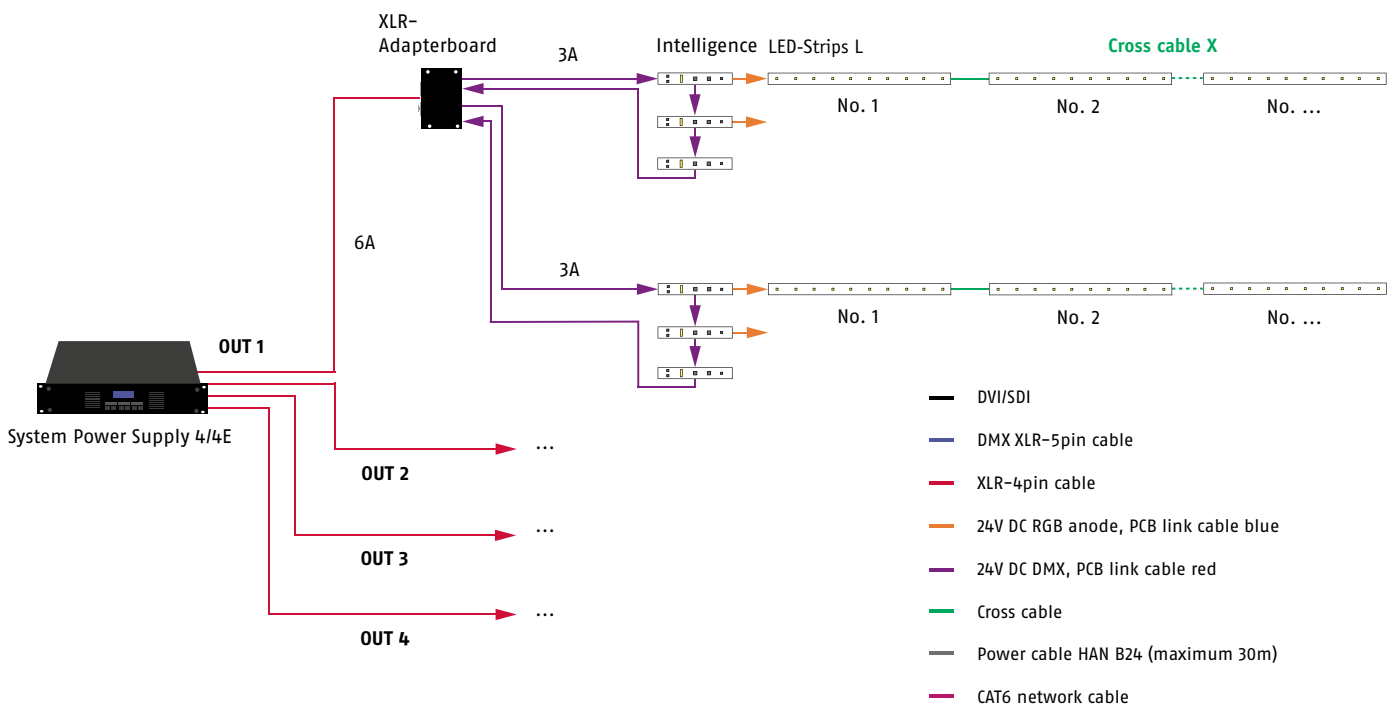 XLR-
Adapterboard
3A
Intelligence
LED-Strips L
Cross cable X
No. 1
No. 2
No. ...
6A
3A
No. 1
No. 2
No. ...
OUT 1
System Power Supply 4/4E
...
OUT 2
...
OUT 3
...
OUT 4
DVI/SDI
DMX XLR-5pin cable
XLR-4pin cable
24V DC RGB anode, PCB link cable blue
24V DC DMX, PCB link cable red
Cross cable
Power cable HAN B24 (maximum 30m)
CAT6 network cable